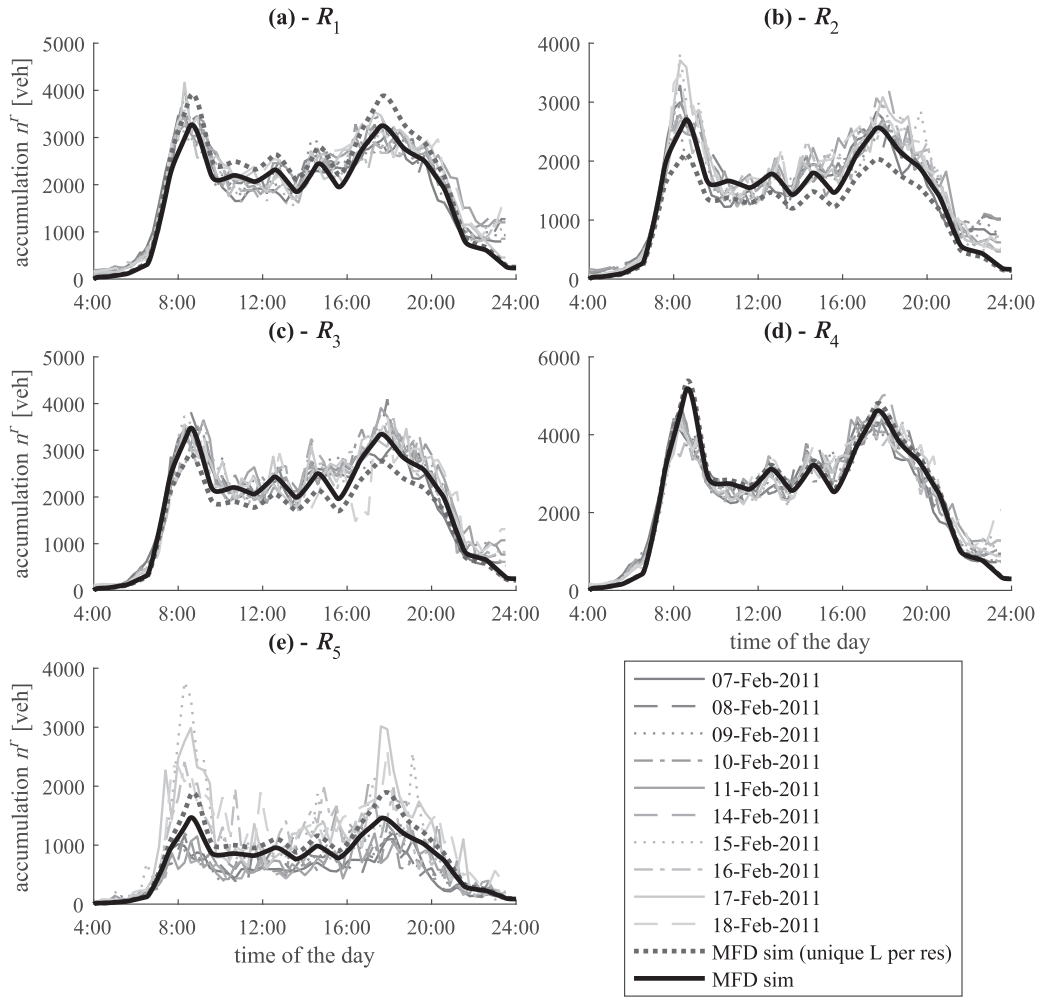 (a) - R1
accumulation n^r [veh]
5000
4000
3000
2000
1000
0
4:00 8:00 12:00 16:00 20:00 24:00
(b) - R2
4000
3000
2000
1000
0
4:00 8:00 12:00 16:00 20:00 24:00
(c) - R3
accumulation n^r [veh]
5000
4000
3000
2000
1000
0
4:00 8:00 12:00 16:00 20:00 24:00
(d) - R4
6000
4000
2000
0
4:00 8:00 12:00 16:00 20:00 24:00
time of the day
(e) - R5
accumulation n^r [veh]
4000
3000
2000
1000
0
4:00 8:00 12:00 16:00 20:00 24:00
time of the day
07-Feb-2011
08-Feb-2011
09-Feb-2011
10-Feb-2011
11-Feb-2011
14-Feb-2011
15-Feb-2011
16-Feb-2011
17-Feb-2011
18-Feb-2011
MFD sim (unique L per res)
MFD sim